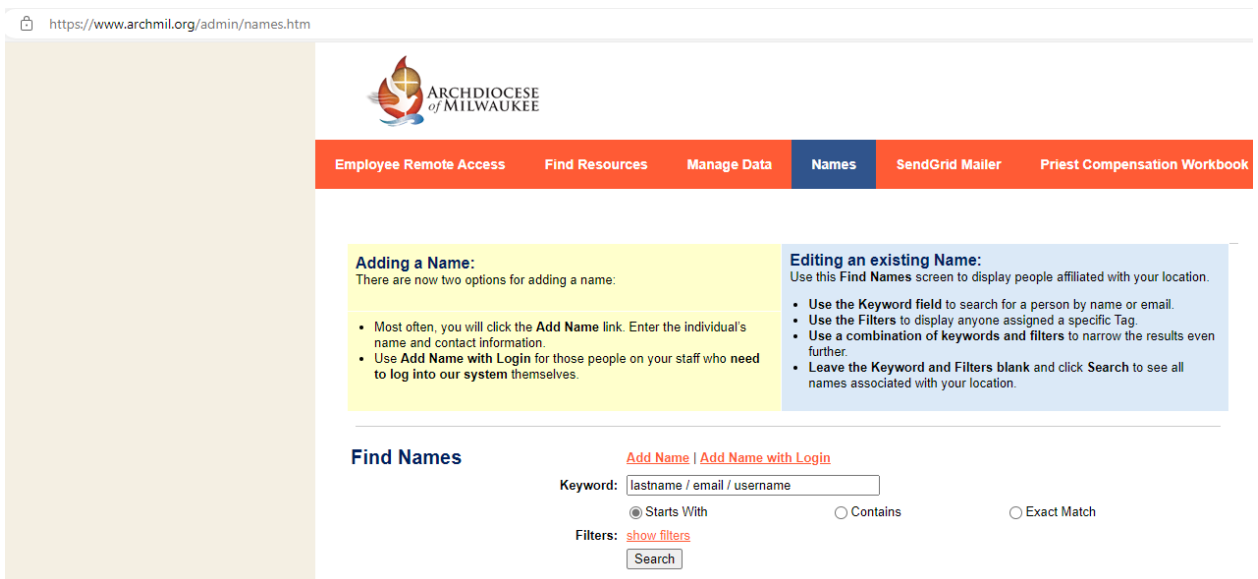 https://www.archmil.org/admin/names.htm
ARCHDIOCESE
of MILWAUKEE
Employee Remote Access Find Resources Manage Data Names SendGrid Mailer Priest Compensation Workbook
Adding a Name:
There are now two options for adding a name:
• Most often, you will click the Add Name link. Enter the individual's
name and contact information.
• Use Add Name with Login for those people on your staff who need
to log into our system themselves.
Editing an existing Name:
Use this Find Names screen to display people affiliated with your location.
• Use the Keyword field to search for a person by name or email.
• Use the Filters to display anyone assigned a specific Tag.
• Use a combination of keywords and filters to narrow the results even
further.
• Leave the Keyword and Filters blank and click Search to see all
names associated with your location.
Find Names Add Name | Add Name with Login
Keyword: lastname / email / username
Starts With Contains Exact Match
Filters: show filters
Search